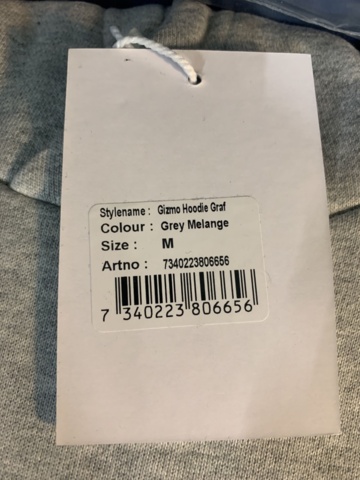 Stylename : Gizmo Hoodie Graf
Colour : Grey Melange
Size : M
Artno : 7340223806656
7 340223 806656